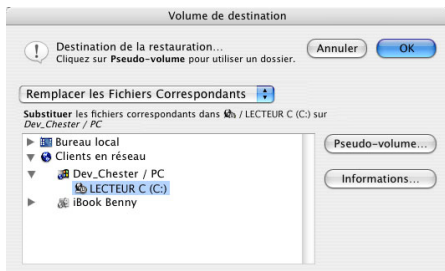 Volume de destination
Destination de la restauration...
Cliquez sur Pseudo-volume pour utiliser un dossier.
Annuler
OK
Remplacer les Fichiers Correspondants
Substituer les fichiers correspondants dans / LECTEUR C (C:) sur
Dev_Chester / PC
Bureau local
Clients en réseau
Dev_Chester / PC
LECTEUR C (C:)
iBook Benny
Pseudo-volume...
Informations...